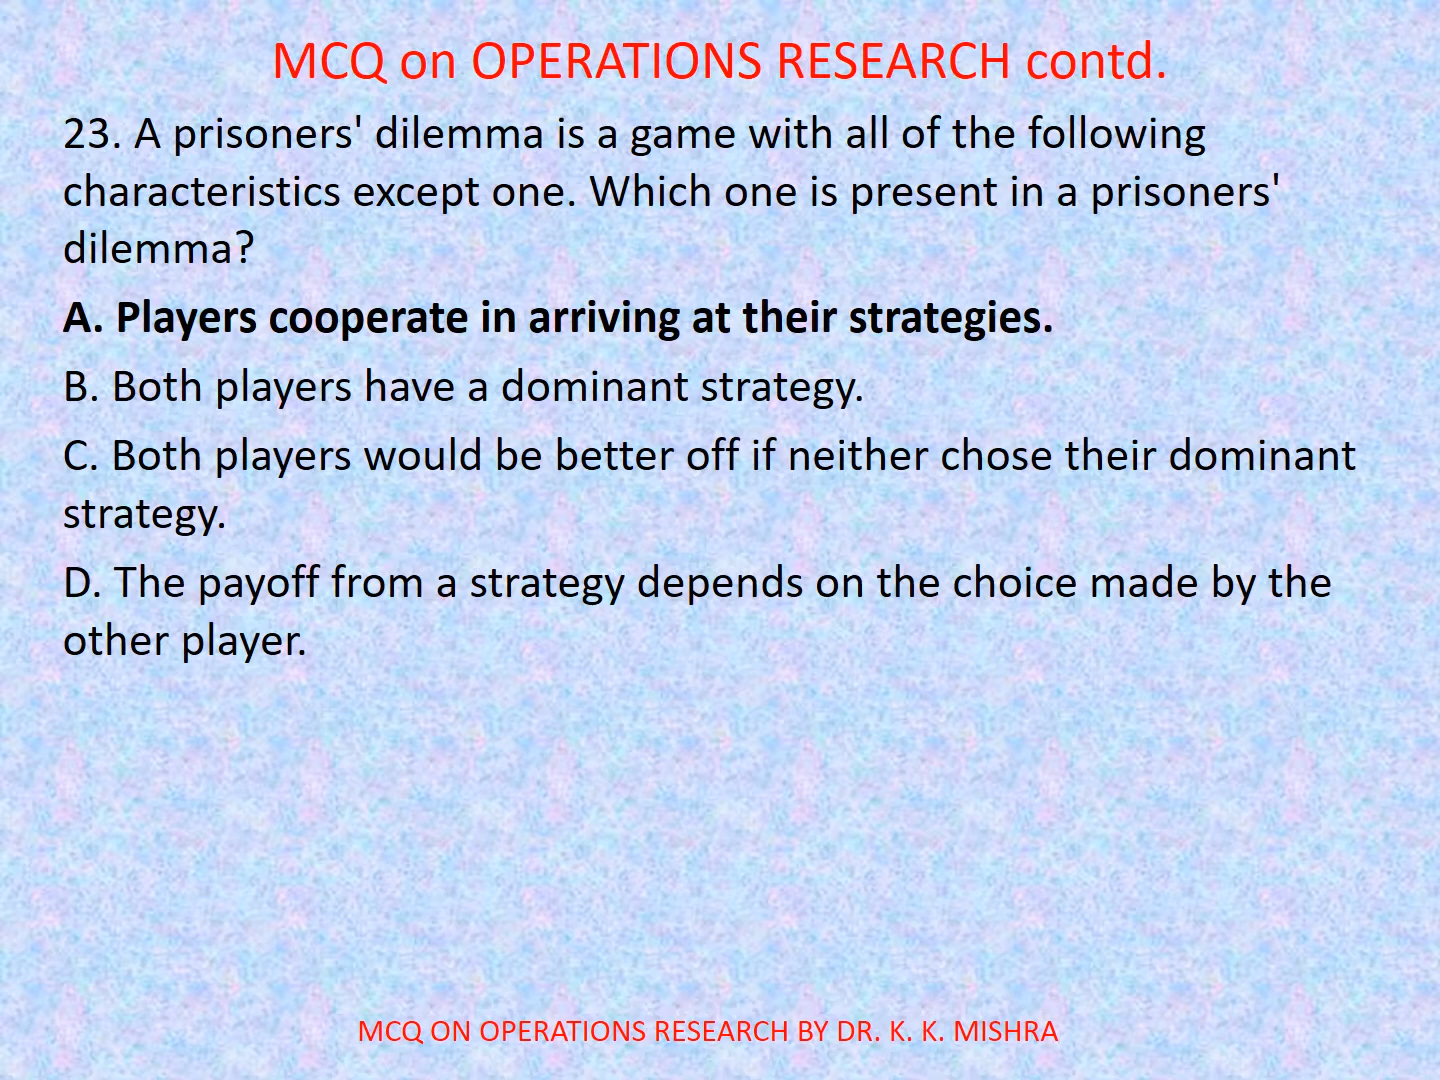 MCQ on OPERATIONS RESEARCH contd.
23. A prisoners' dilemma is a game with all of the following
characteristics except one. Which one is present in a prisoners'
dilemma?
A. Players cooperate in arriving at their strategies.
B. Both players have a dominant strategy.
C. Both players would be better off if neither chose their dominant
strategy.
D. The payoff from a strategy depends on the choice made by the
other player.
MCQ ON OPERATIONS RESEARCH BY DR. K. K. MISHRA